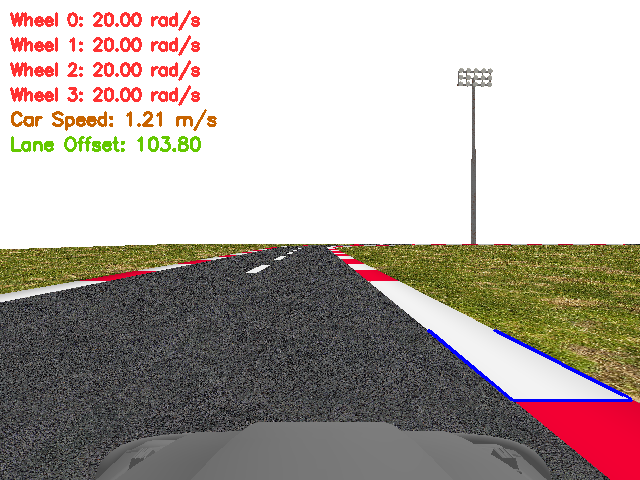 Wheel 0: 20.00 rad/s
Wheel 1: 20.00 rad/s
Wheel 2: 20.00 rad/s
Wheel 3: 20.00 rad/s
Car Speed: 1.21 m/s
Lane Offset: 103.80